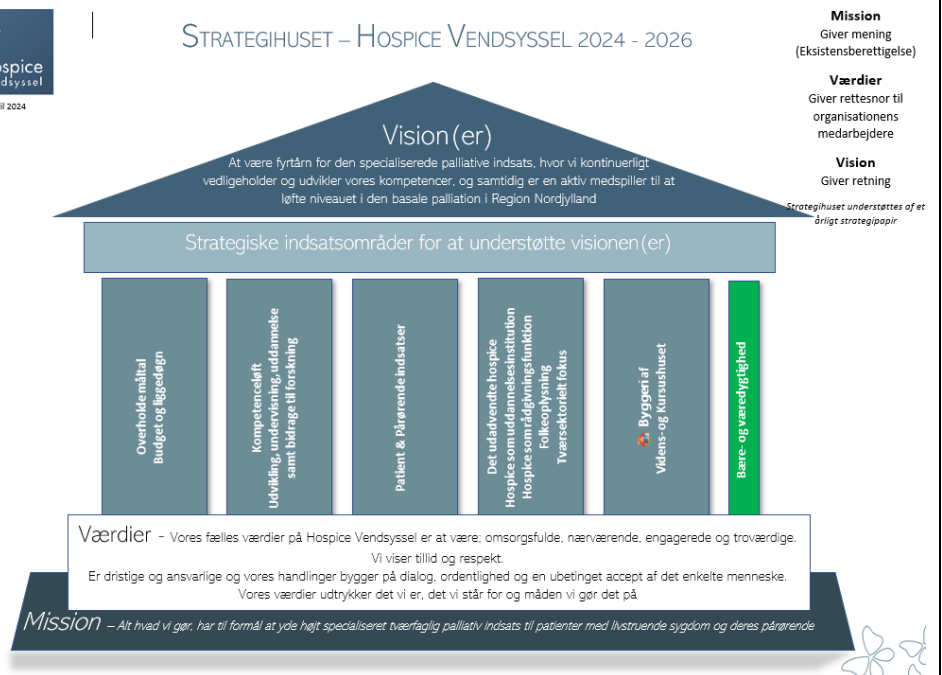 STRATEGIHUSET – HOSPICE VENDSYSSEL 2024 - 2026
ospice
dsyssel
il 2024
Mission
Giver mening
(Eksistensberettigelse)
Værdier
Giver rettesnor til
organisationens
medarbejdere
Vision
Giver retning
Strategihuset understøttes af et
årligt strategipapir
Vision(er)
At være fyrtårn for den specialiserede palliative indsats, hvor vi kontinuerligt
vedligeholder og udvikler vores kompetencer, og samtidig er en aktiv medspiller til at
løfte niveauet i den basale palliation i Region Nordjylland
Strategiske indsatsområder for at understøtte visionen(er)
Overholde måltal
Budget og liggedøgn
Kompetenceløft
Udvikling, undervisning, uddannelse
samt bidrage til forskning
Patient & Pårørendeindsatser
Det udadvendte hospice
Hospice som uddannelsesinstitution
Hospice som rådgivningsfunktion
Folkeoplysning
Tværsektorielt fokus
Byggeri af
Videns- og Kursushuset
Bære- og væredygtighed
Værdier - Vores fælles værdier på Hospice Vendsyssel er at være; omsorgsfulde, nærværende, engagerede og troværdige.
Vi viser tillid og respekt.
Er dristige og ansvarlige og vores handlinger bygger på dialog, ordentlighed og en ubetinget accept af det enkelte menneske.
Vores værdier udtrykker det vi er, det vi står for og måden vi gør det på
Mission – Alt hvad vi gør, har til formål at yde højt specialiseret tværfaglig palliativ indsats til patienter med livstruende sygdom og deres pårørende